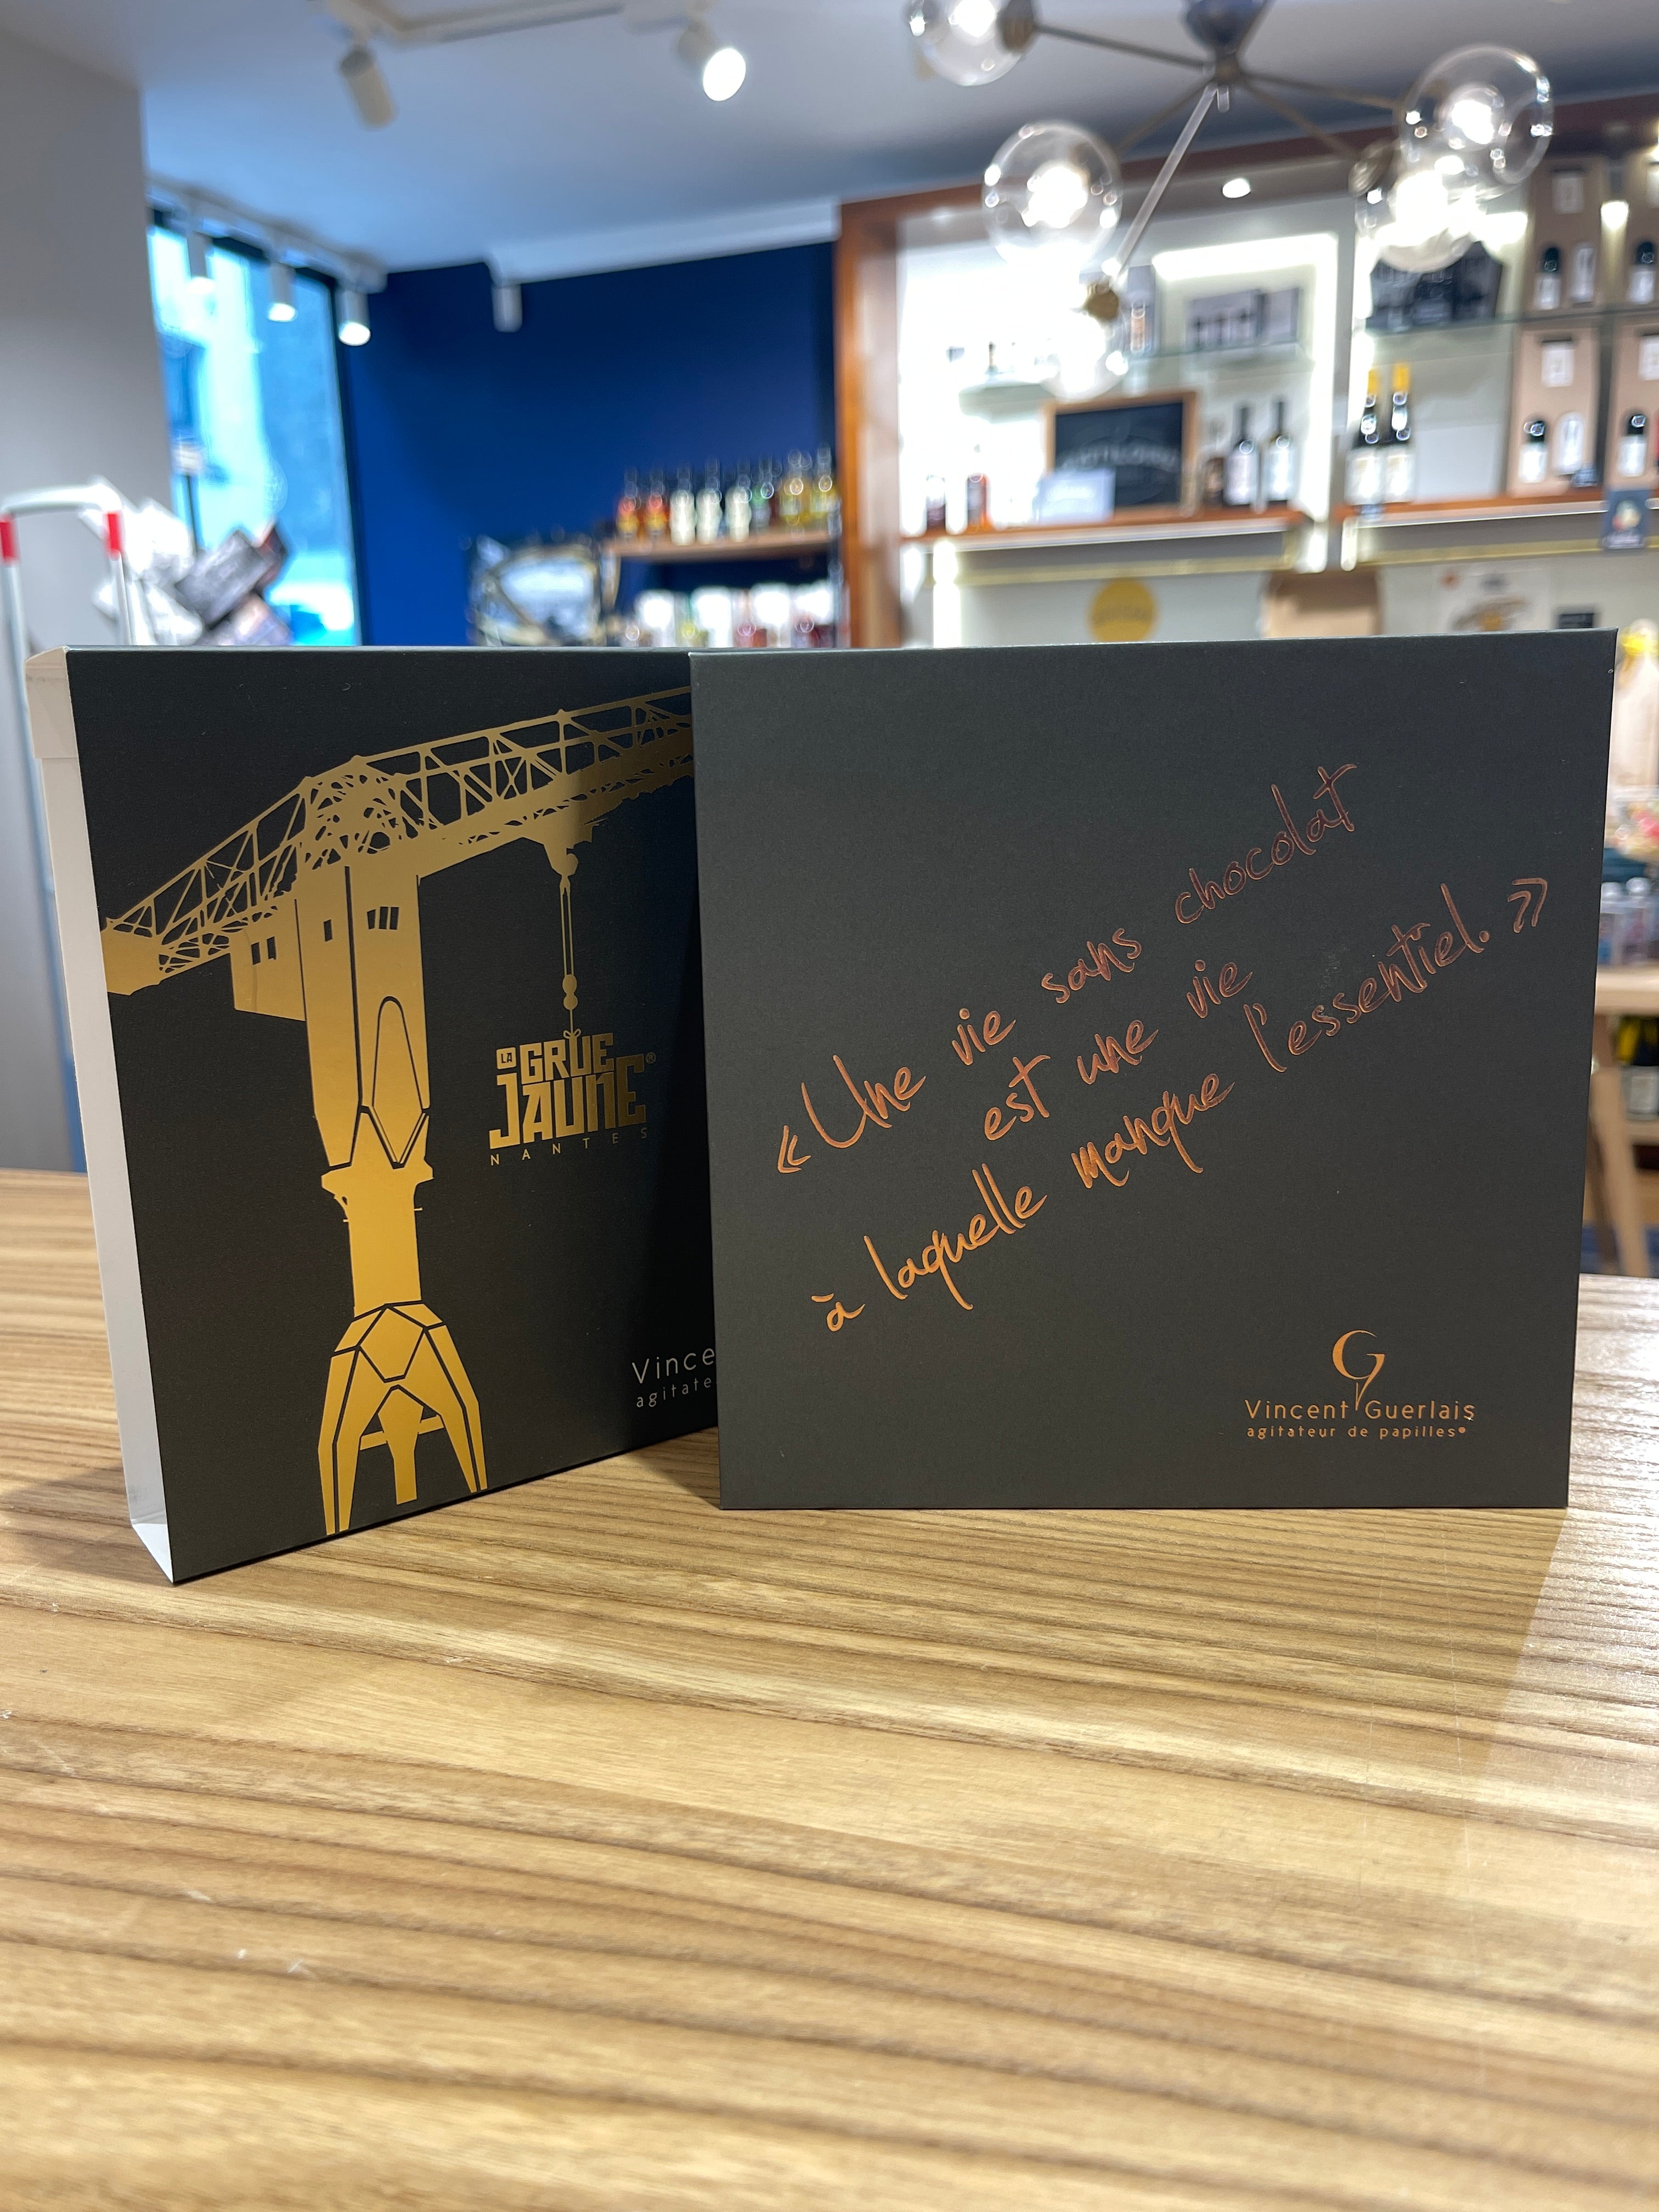 LA GRUE
JAUNE®
NANTES
Vince
agitate
« Une vie sans chocolat
est une vie
à laquelle manque l'essentiel. »
G
Vincent Guerlais
agitateur de papilles®